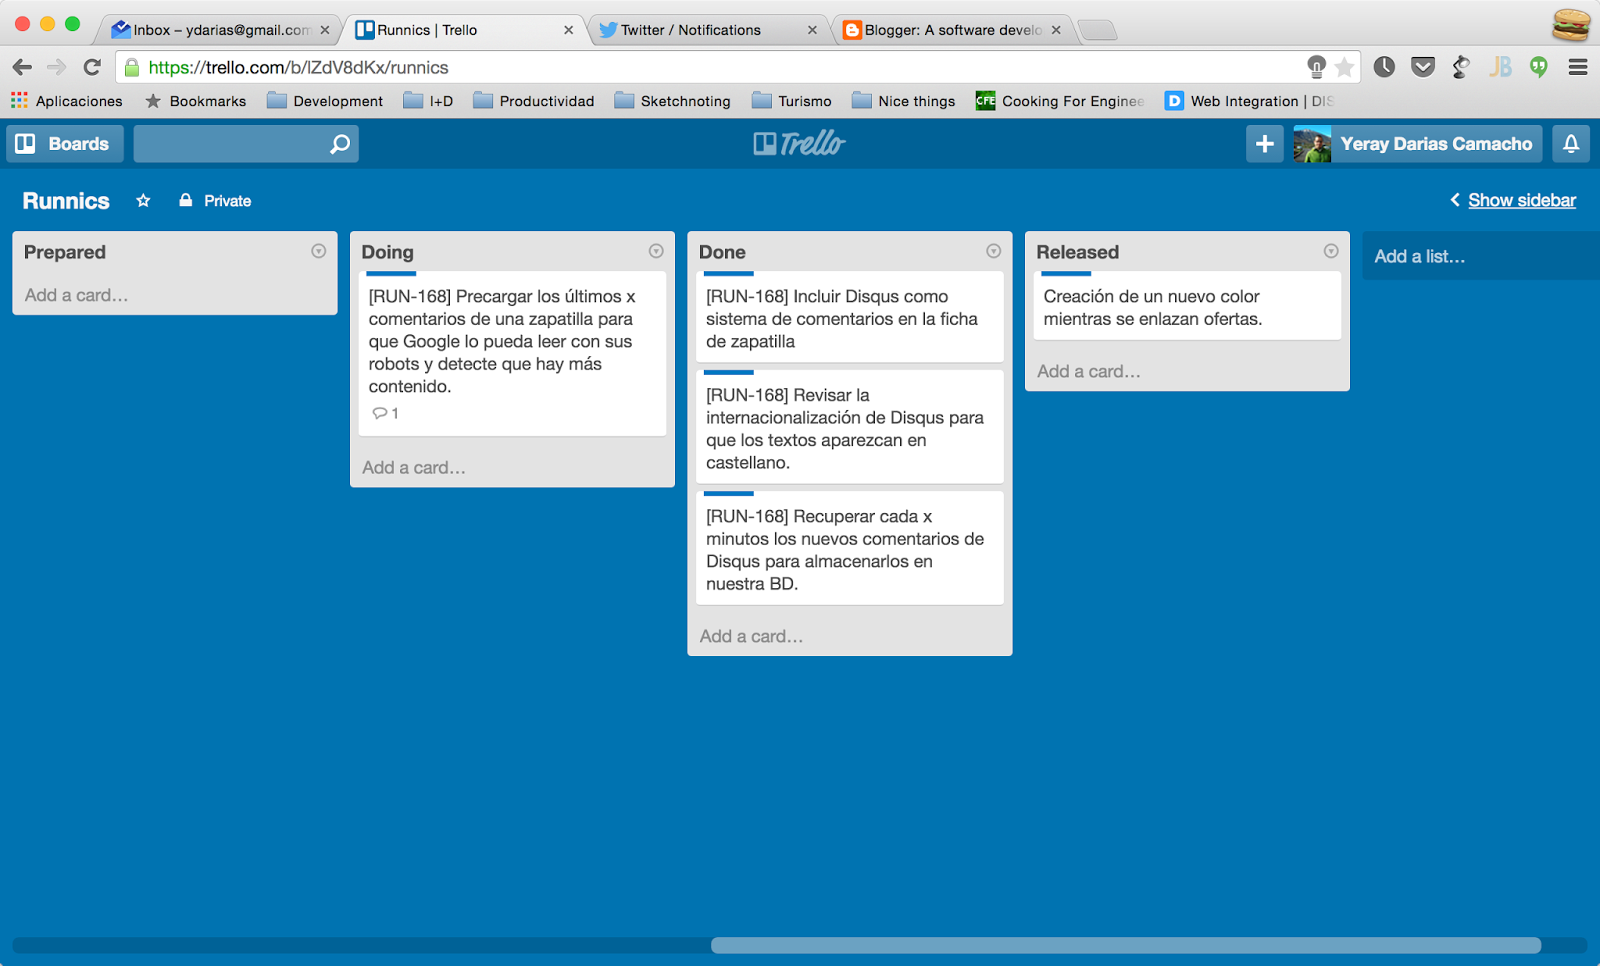 Inbox – ydarias@gmail.com
Runnics | Trello
Twitter / Notifications
Blogger: A software develo
https://trello.com/b/lZdV8dKx/runnics
JB
Aplicaciones
Bookmarks
Development
I+D
Productividad
Sketchnoting
Turismo
Nice things
CFE Cooking For Enginee
D Web Integration | DIS
Boards
Trello
Yeray Darias Camacho
Runnics
Private
Show sidebar
Prepared
Add a card…
Doing
[RUN-168] Precargar los últimos x
comentarios de una zapatilla para
que Google lo pueda leer con sus
robots y detecte que hay más
contenido.
1
Add a card…
Done
[RUN-168] Incluir Disqus como
sistema de comentarios en la ficha
de zapatilla
[RUN-168] Revisar la
internacionalización de Disqus para
que los textos aparezcan en
castellano.
[RUN-168] Recuperar cada x
minutos los nuevos comentarios de
Disqus para almacenarlos en
nuestra BD.
Add a card…
Released
Creación de un nuevo color
mientras se enlazan ofertas.
Add a card…
Add a list…